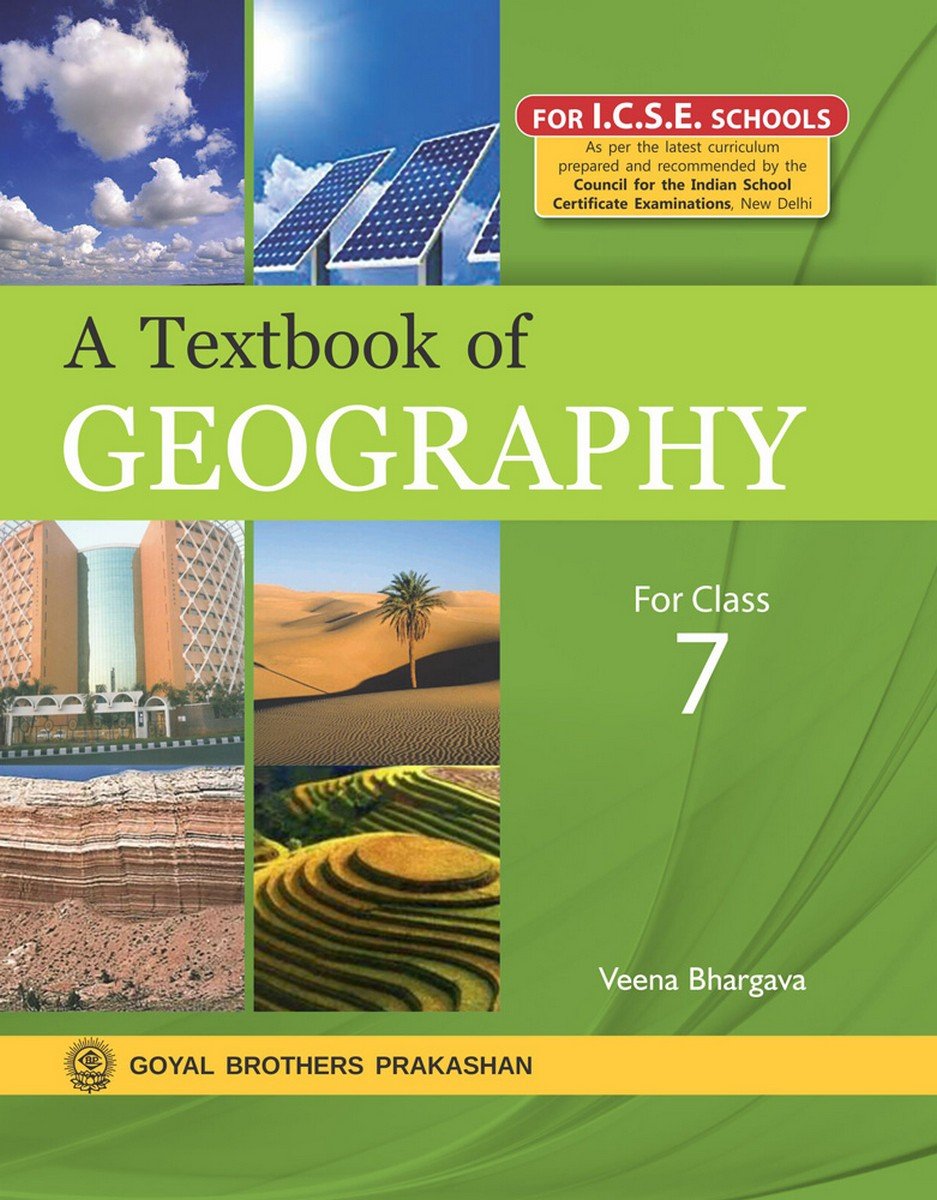 FOR I.C.S.E. SCHOOLS
As per the latest curriculum
prepared and recommended by the
Council for the Indian School
Certificate Examinations, New Delhi
A Textbook of
GEOGRAPHY
For Class
7
Veena Bhargava
GBP
GOYAL BROTHERS PRAKASHAN